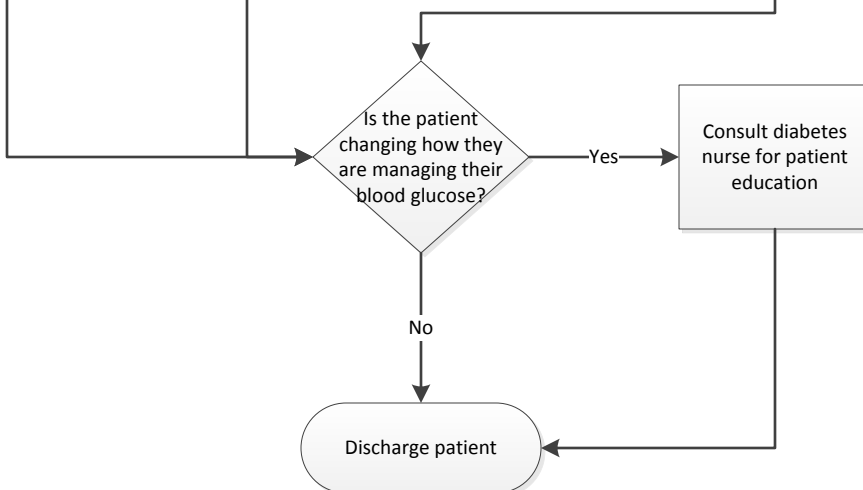 Is the patient
changing how they
are managing their
blood glucose?
Yes
Consult diabetes
nurse for patient
education
No
Discharge patient